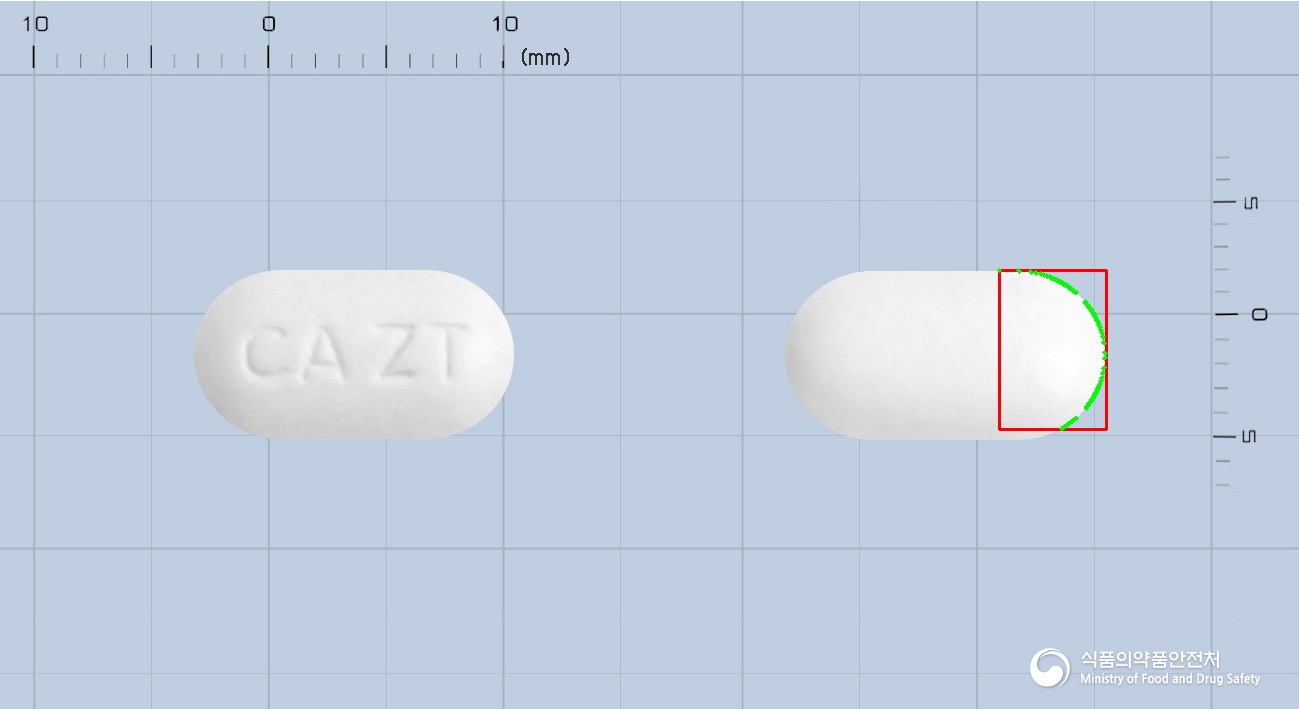 10 0 10 (mm)
5
0
CA ZT
5
식품의약품안전처
Ministry of Food and Drug Safety